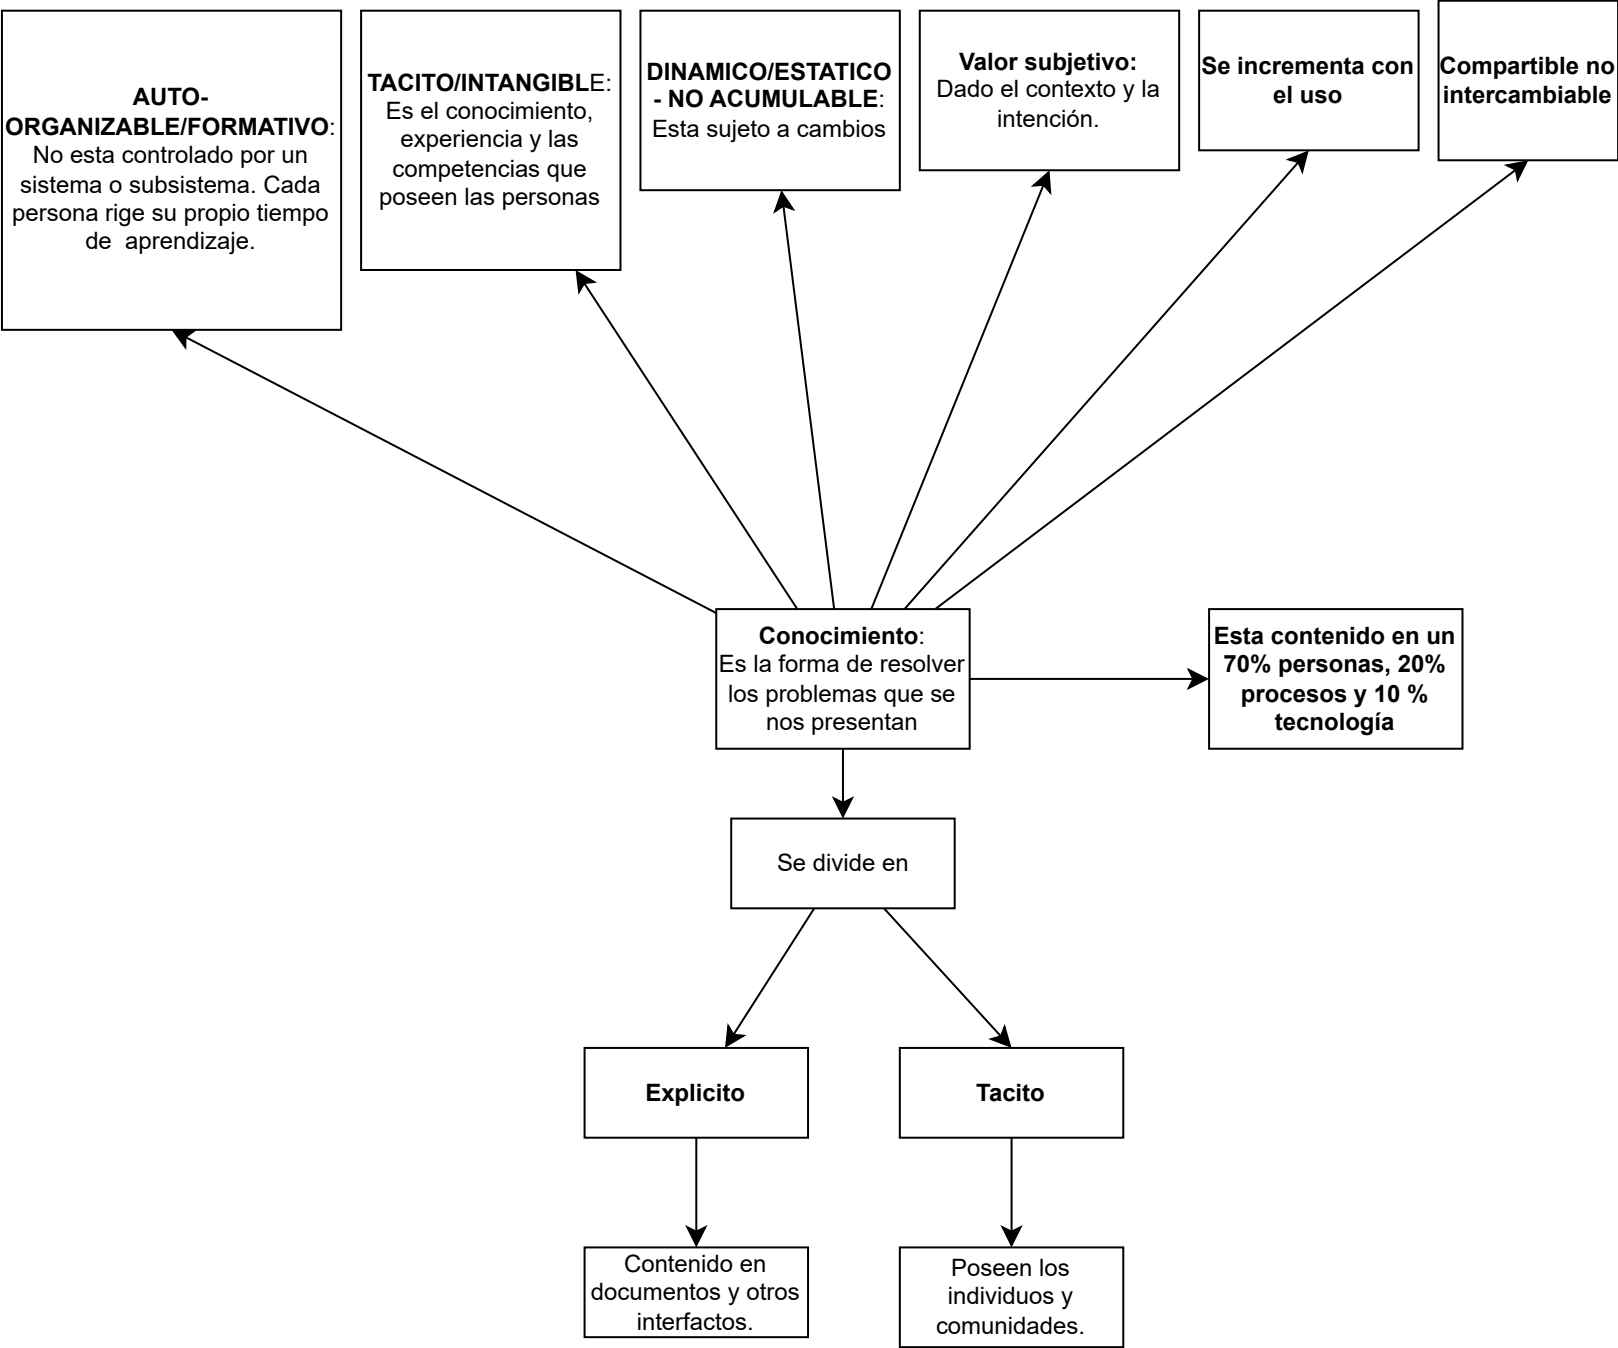 AUTO-
ORGANIZABLE/FORMATIVO:
No esta controlado por un
sistema o subsistema. Cada
persona rige su propio tiempo
de  aprendizaje.
TACITO/INTANGIBLE:
Es el conocimiento,
experiencia y las
competencias que
poseen las personas
DINAMICO/ESTATICO
- NO ACUMULABLE:
Esta sujeto a cambios
Valor subjetivo:
Dado el contexto y la
intención.
Se incrementa con
el uso
Compartible no
intercambiable
Conocimiento:
Es la forma de resolver
los problemas que se
nos presentan
Esta contenido en un
70% personas, 20%
procesos y 10 %
tecnología
Se divide en
Explicito
Tacito
Contenido en
documentos y otros
interfactos.
Poseen los
individuos y
comunidades.